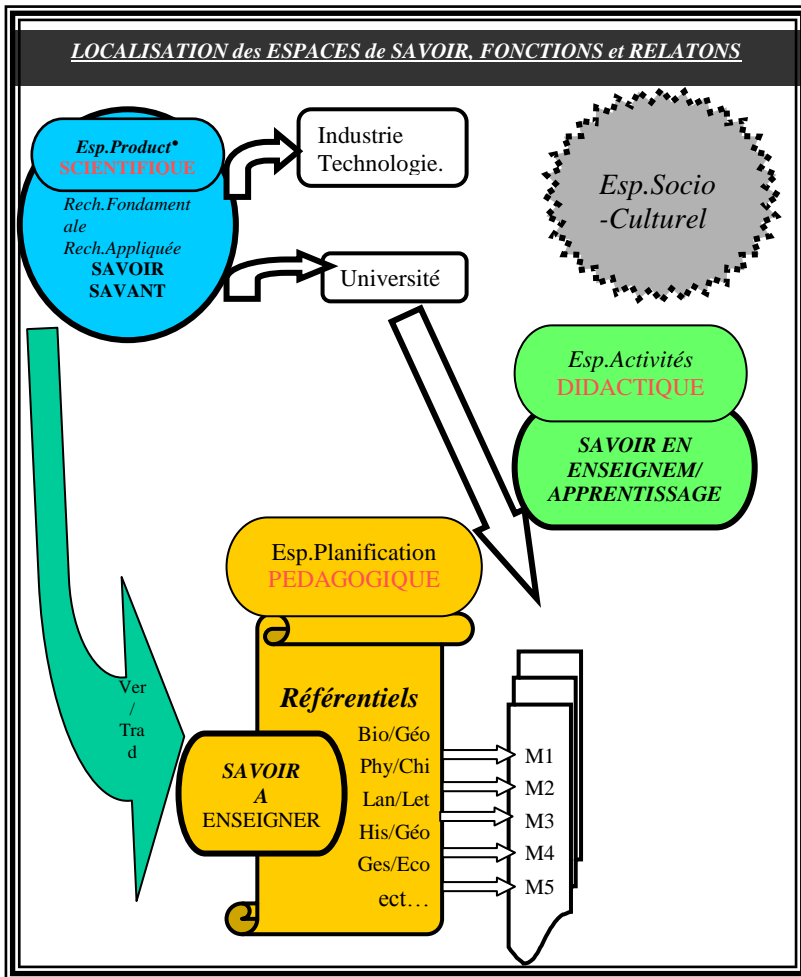 LOCALISATION des ESPACES de SAVOIR, FONCTIONS et RELATONS
Esp.Product•
SCIENTIFIQUE
Rech.Fondament
ale
Rech.Appliquée
SAVOIR
SAVANT
Industrie
Technologie.
Université
Esp.Socio
-Culturel
Esp.Activités
DIDACTIQUE
SAVOIR EN
ENSEIGNEM/
APPRENTISSAGE
Esp.Planification
PEDAGOGIQUE
Ver
/
Tra
d
SAVOIR
A
ENSEIGNER
Référentiels
Bio/Géo
Phy/Chi
Lan/Let
His/Géo
Ges/Eco
ect…
M1
M2
M3
M4
M5